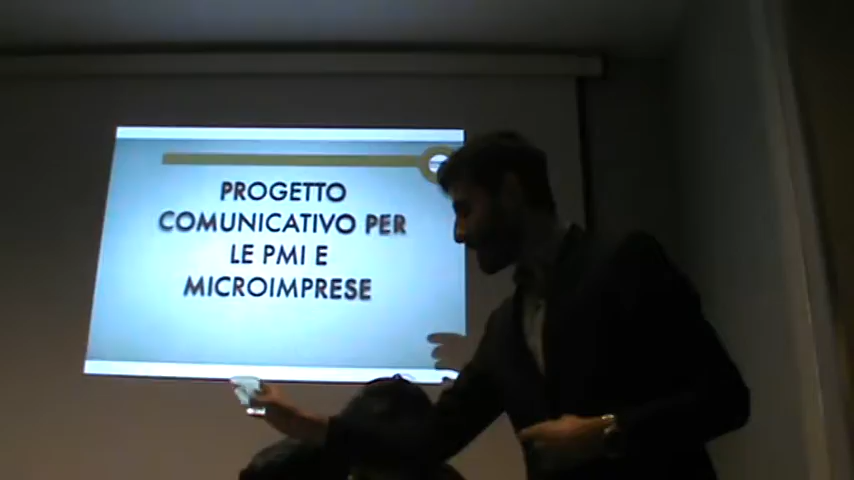 PROGETTO
COMUNICATIVO PER
LE PMI E
MICROIMPRESE